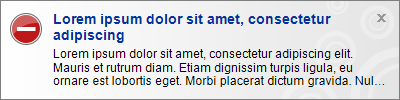 Lorem ipsum dolor sit amet, consectetur
adipiscing
Lorem ipsum dolor sit amet, consectetur adipiscing elit.
Mauris et rutrum diam. Etiam dignissim turpis ligula, eu
ornare est lobortis eget. Morbi placerat dictum gravida. Nul...